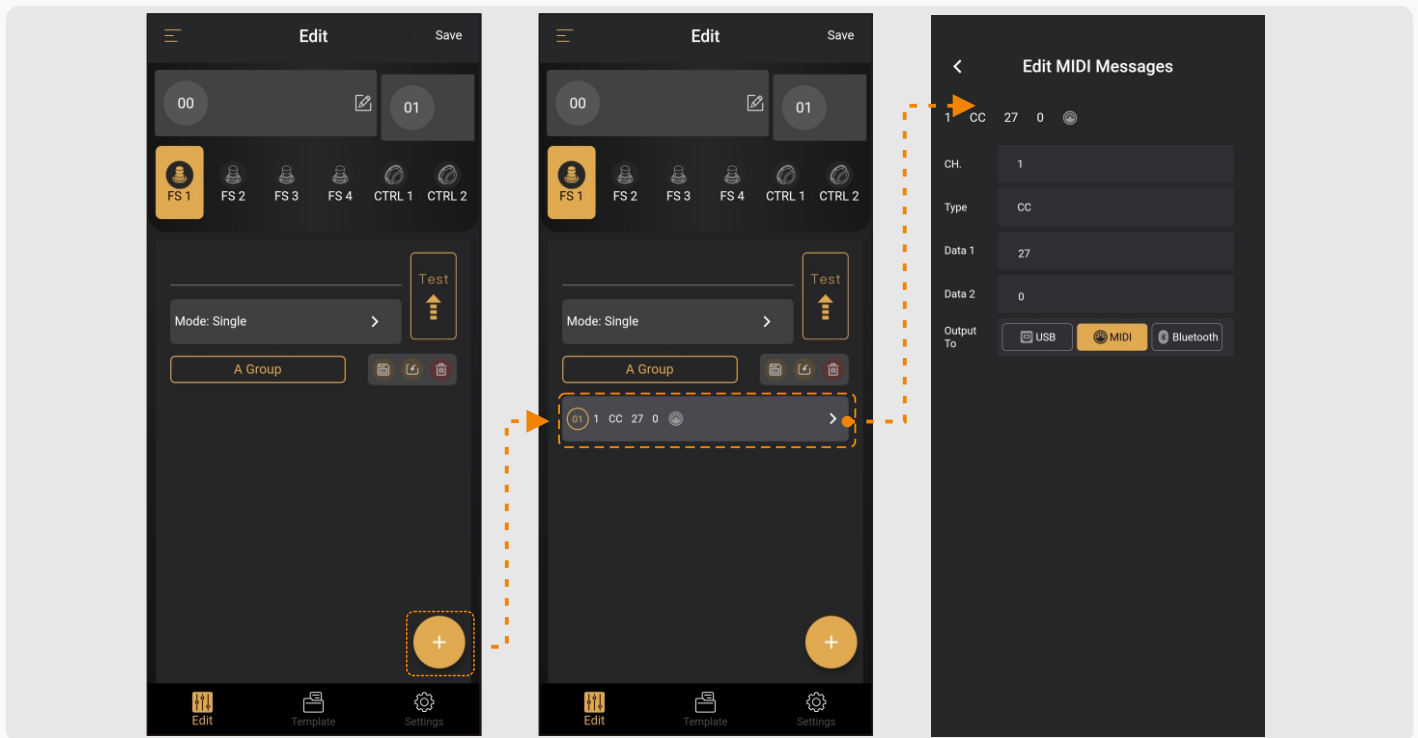 Edit Save
00 01
FS 1 FS 2 FS 3 FS 4 CTRL 1 CTRL 2
Test
Mode: Single
A Group
+
Edit Template Settings
Edit Save
00 01
FS 1 FS 2 FS 3 FS 4 CTRL 1 CTRL 2
Test
Mode: Single
A Group
01 1 CC 27 0
+
Edit Template Settings
Edit MIDI Messages
1 CC 27 0
CH. 1
Type CC
Data 1 27
Data 2 0
Output To USB MIDI Bluetooth